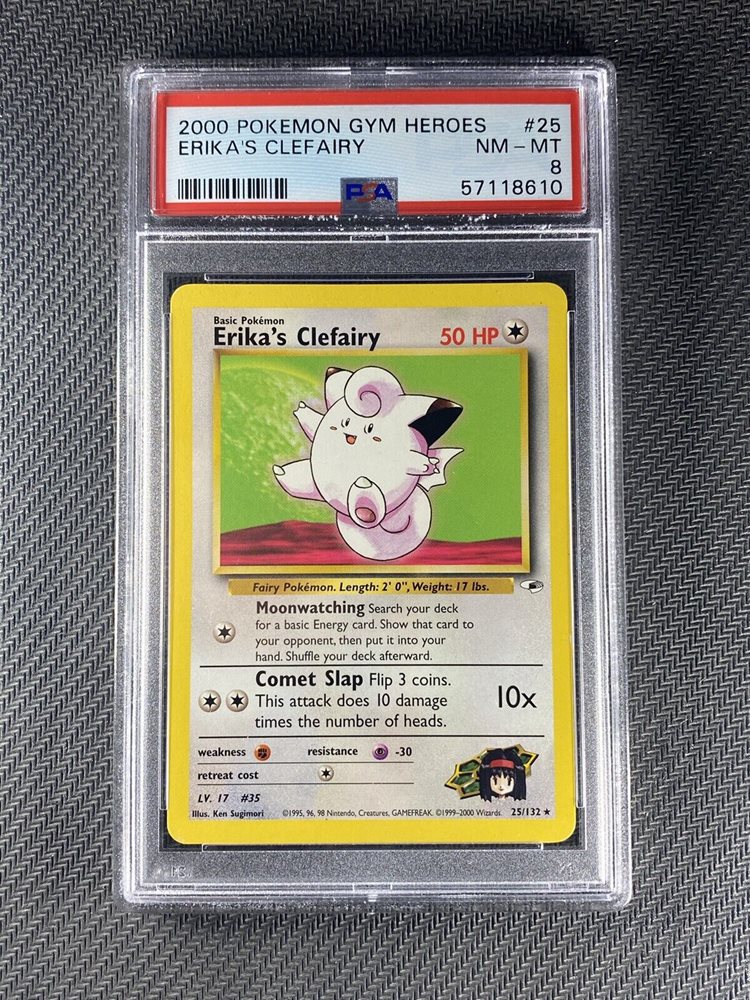 2000 POKEMON GYM HEROES #25
ERIKA'S CLEFAIRY NM – MT
8
PSA 57118610
Basic Pokémon
Erika's Clefairy 50 HP
Fairy Pokémon. Length: 2' 0", Weight: 17 lbs.
Moonwatching Search your deck
for a basic Energy card. Show that card to
your opponent, then put it into your
hand. Shuffle your deck afterward.
Comet Slap Flip 3 coins.
This attack does 10 damage 10x
times the number of heads.
weakness resistance -30
retreat cost
LV. 17 #35
Illus. Ken Sugimori ©1995, 96, 98 Nintendo, Creatures, GAMEFREAK. ©1999-2000 Wizards. 25/132 ★